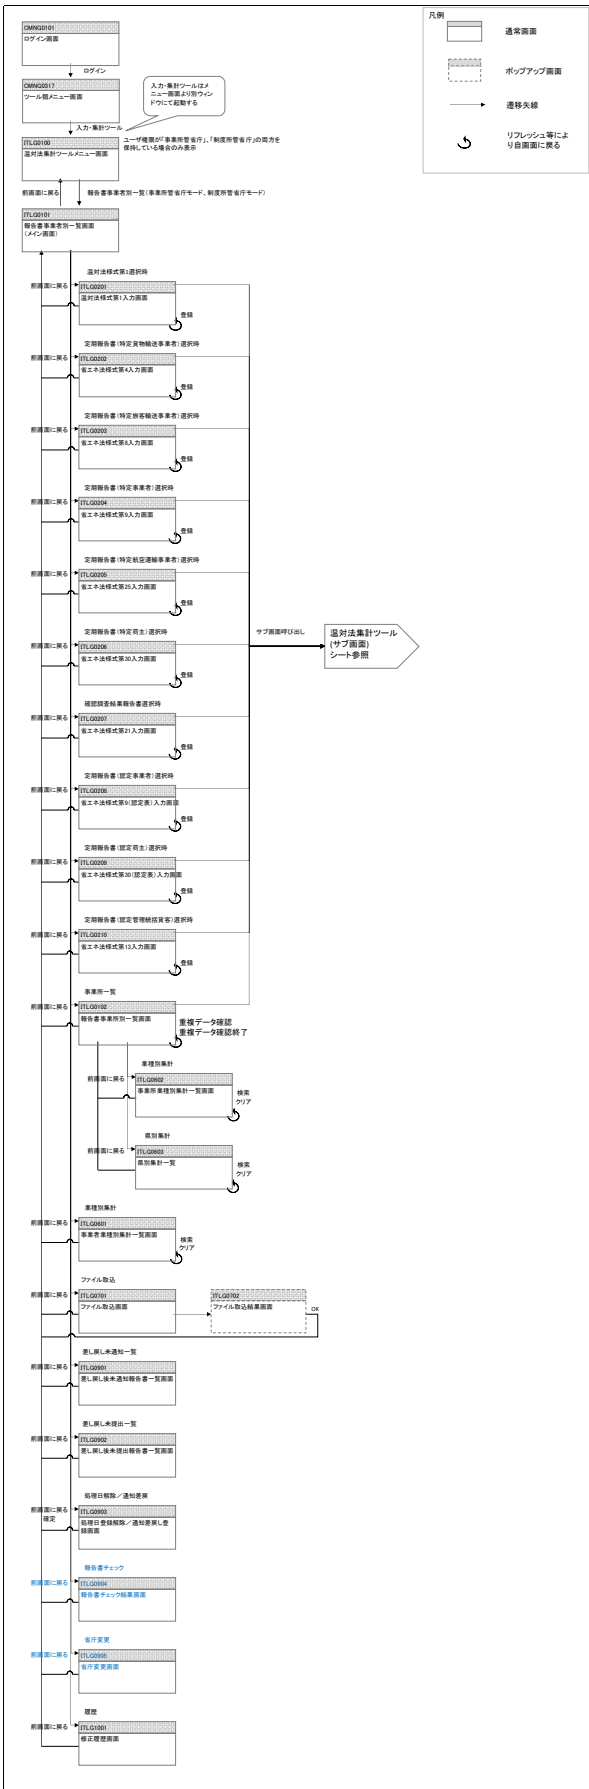 凡例
通常画面
ポップアップ画面
遷移矢線
リフレッシュ等によ
り自画面に戻る
CMNG0101
ログイン画面
ログイン
CMNG0317
ツール類メニュー画面
入力・集計ツールはメ
ニュー画面より別ウィン
ドウにて起動する
入力・集計ツール
ITLG0100
温対法集計ツールメニュー画面
ユーザ権限が「事業所管省庁」、「制度所管省庁」の両方を
保持している場合のみ表示
前画面に戻る
報告書事業者別一覧(事業所管省庁モード、制度所管省庁モード)
ITLG0101
報告書事業者別一覧画面
(メイン画面)
温対法様式第1選択時
前画面に戻る
ITLG0201
温対法様式第1入力画面
登録
定期報告書(特定貨物輸送事業者)選択時
前画面に戻る
ITLG0202
省エネ法様式第4入力画面
登録
定期報告書(特定旅客輸送事業者)選択時
前画面に戻る
ITLG0203
省エネ法様式第8入力画面
登録
定期報告書(特定事業者)選択時
前画面に戻る
ITLG0204
省エネ法様式第9入力画面
登録
定期報告書(特定航空運輸事業者)選択時
前画面に戻る
ITLG0205
省エネ法様式第25入力画面
登録
定期報告書(特定荷主)選択時
前画面に戻る
ITLG0206
省エネ法様式第30入力画面
登録
サブ画面呼び出し
温対法集計ツール
(サブ画面)
シート参照
確認調査結果報告書選択時
前画面に戻る
ITLG0207
省エネ法様式第21入力画面
登録
定期報告書(認定事業者)選択時
前画面に戻る
ITLG0208
省エネ法様式第9(認定表)入力画面
登録
定期報告書(認定荷主)選択時
前画面に戻る
ITLG0209
省エネ法様式第30(認定表)入力画面
登録
定期報告書(認定管理統括貨客)選択時
前画面に戻る
ITLG0210
省エネ法様式第13入力画面
登録
事業所一覧
前画面に戻る
ITLG0102
報告書事業所別一覧画面
重複データ確認
重複データ確認終了
業種別集計
前画面に戻る
ITLG0602
事業所業種別集計一覧画面
検索
クリア
県別集計
前画面に戻る
ITLG0603
県別集計一覧
検索
クリア
業種別集計
前画面に戻る
ITLG0601
事業者業種別集計一覧画面
検索
クリア
ファイル取込
前画面に戻る
ITLG0701
ファイル取込画面
ITLG0702
ファイル取込結果画面
OK
差し戻し未通知一覧
前画面に戻る
ITLG0901
差し戻し後未通知報告書一覧画面
差し戻し未提出一覧
前画面に戻る
ITLG0902
差し戻し後未提出報告書一覧画面
処理日解除/通知差戻
前画面に戻る
確定
ITLG0903
処理日登録解除/通知差戻し登
録画面
報告書チェック
前画面に戻る
ITLG0904
報告書チェック結果画面
省庁変更
前画面に戻る
ITLG0905
省庁変更画面
履歴
前画面に戻る
ITLG1001
修正履歴画面